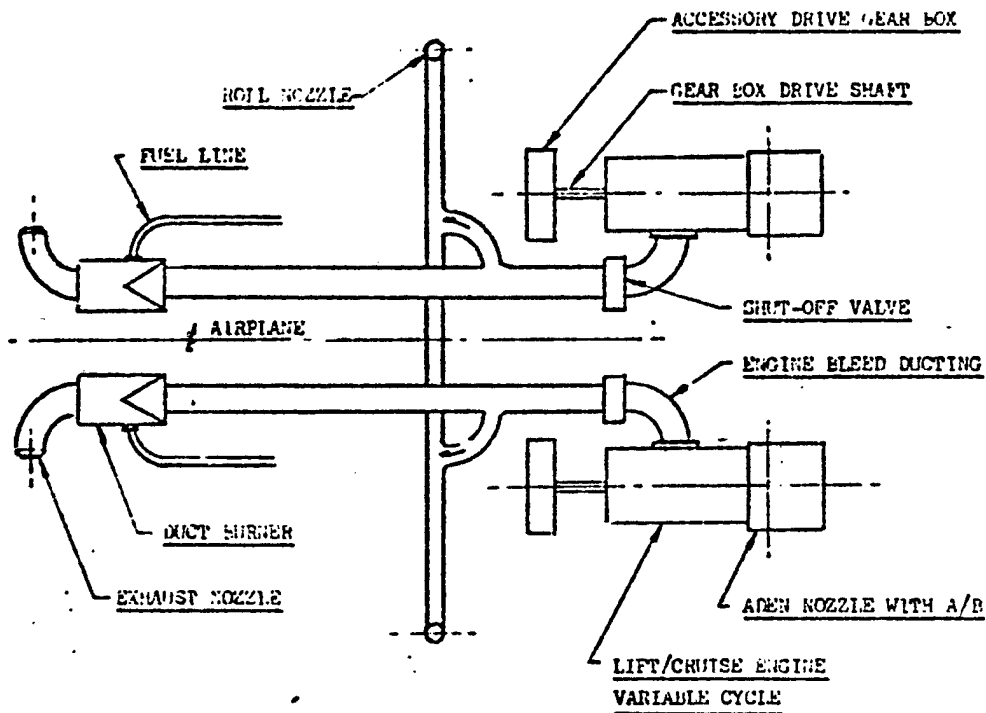 ACCESSORY DRIVE GEAR BOX
ROLL NOZZLE
GEAR BOX DRIVE SHAFT
FUEL LINE
SHUT-OFF VALVE
AIRPLANE
ENGINE BLEED DUCTING
DUCT BURNER
EXHAUST NOZZLE
ADEN NOZZLE WITH A/B
LIFT/CRUISE ENGINE
VARIABLE CYCLE